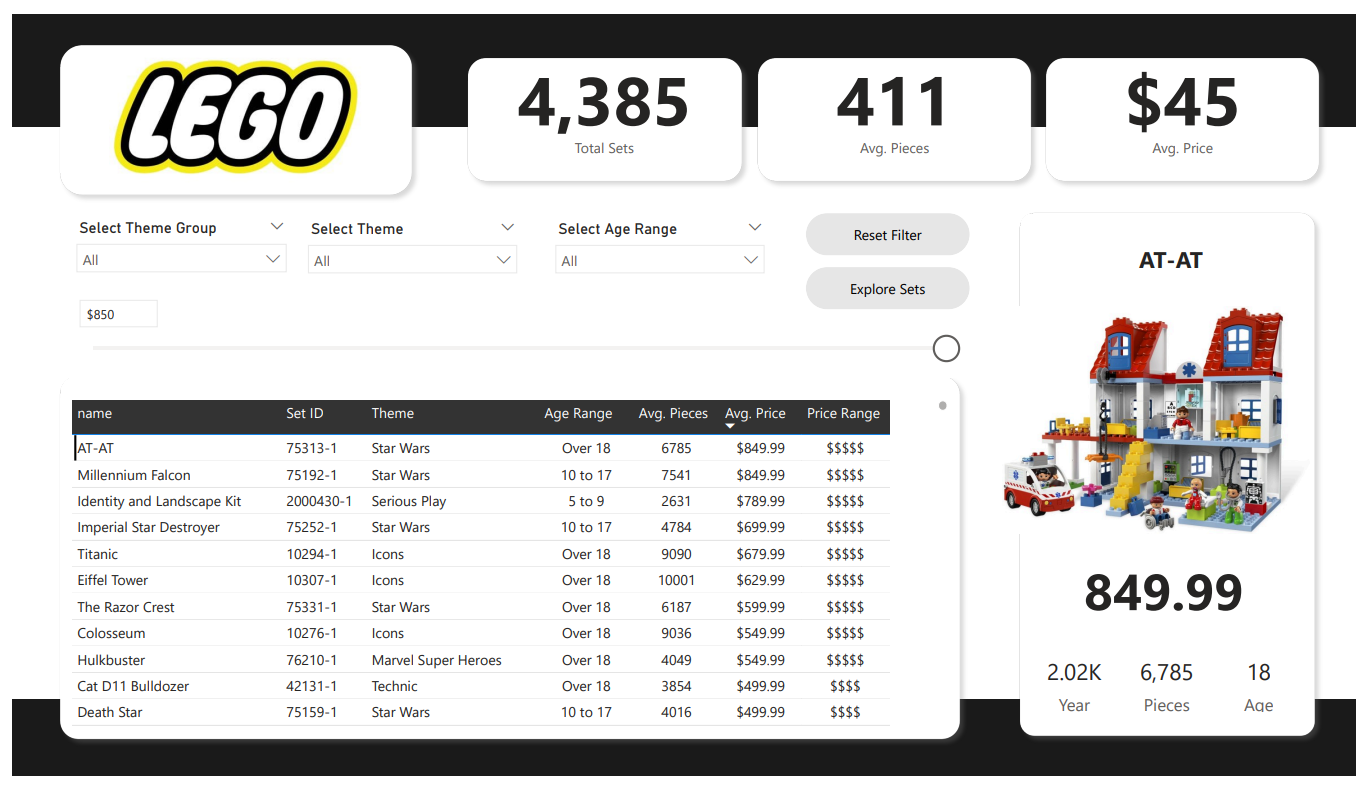 LEGO
4,385
Total Sets
411
Avg. Pieces
$45
Avg. Price
Select Theme Group
All
Select Theme
All
Select Age Range
All
Reset Filter
Explore Sets
$850
name Set ID Theme Age Range Avg. Pieces Avg. Price Price Range
AT-AT 75313-1 Star Wars Over 18 6785 $849.99 $$$$$
Millennium Falcon 75192-1 Star Wars 10 to 17 7541 $849.99 $$$$$
Identity and Landscape Kit 2000430-1 Serious Play 5 to 9 2631 $789.99 $$$$$
Imperial Star Destroyer 75252-1 Star Wars 10 to 17 4784 $699.99 $$$$$
Titanic 10294-1 Icons Over 18 9090 $679.99 $$$$$
Eiffel Tower 10307-1 Icons Over 18 10001 $629.99 $$$$$
The Razor Crest 75331-1 Star Wars Over 18 6187 $599.99 $$$$$
Colosseum 10276-1 Icons Over 18 9036 $549.99 $$$$$
Hulkbuster 76210-1 Marvel Super Heroes Over 18 4049 $549.99 $$$$$
Cat D11 Bulldozer 42131-1 Technic Over 18 3854 $499.99 $$$$
Death Star 75159-1 Star Wars 10 to 17 4016 $499.99 $$$$
AT-AT
849.99
2.02K 6,785 18
Year Pieces Age